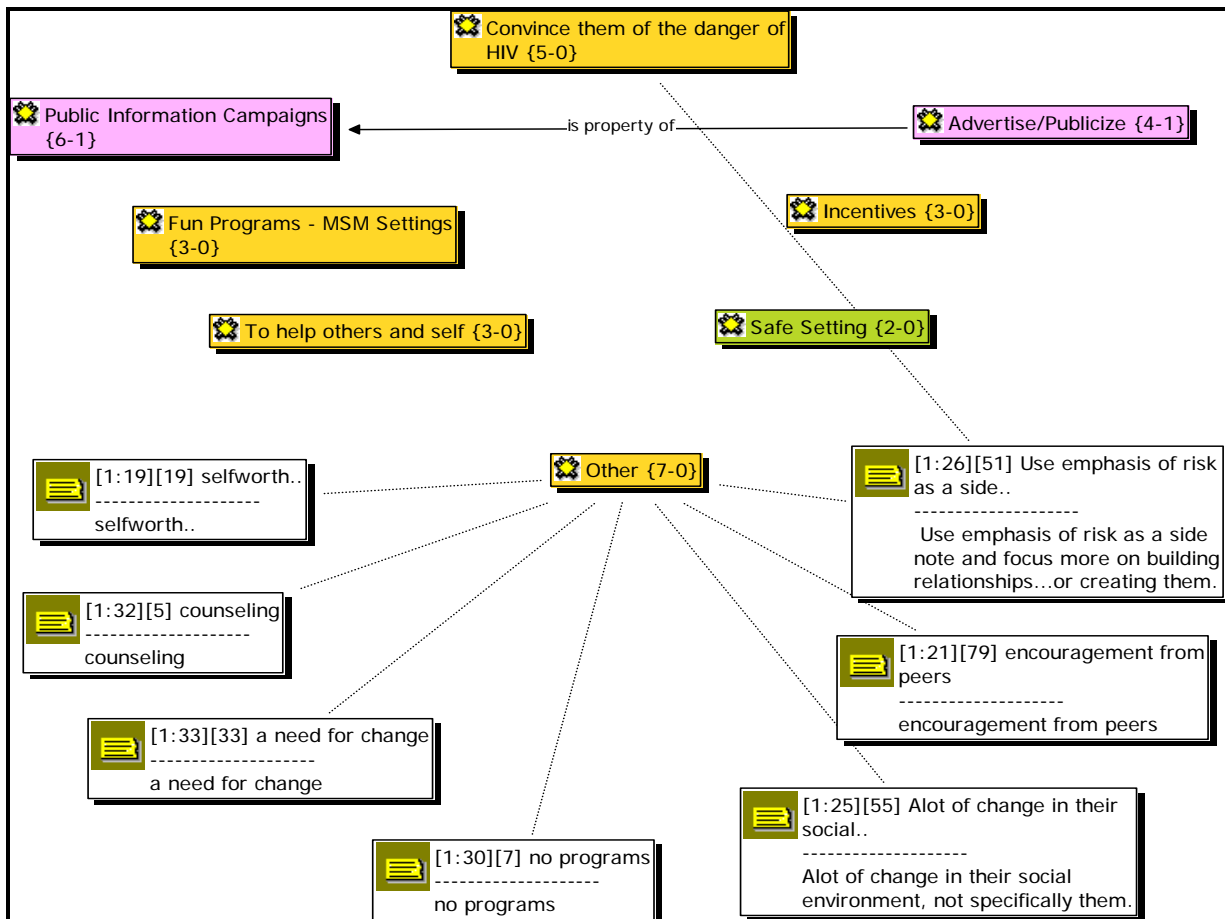 Convince them of the danger of
HIV {5-0}
Public Information Campaigns
{6-1}
is property of
Advertise/Publicize {4-1}
Fun Programs - MSM Settings
{3-0}
Incentives {3-0}
To help others and self {3-0}
Safe Setting {2-0}
[1:19][19] selfworth..
--------------------
selfworth..
Other {7-0}
[1:26][51] Use emphasis of risk
as a side..
--------------------
Use emphasis of risk as a side
note and focus more on building
relationships...or creating them.
[1:32][5] counseling
--------------------
counseling
[1:21][79] encouragement from
peers
--------------------
encouragement from peers
[1:33][33] a need for change
--------------------
a need for change
[1:25][55] Alot of change in their
social..
--------------------
Alot of change in their social
environment, not specifically them.
[1:30][7] no programs
--------------------
no programs